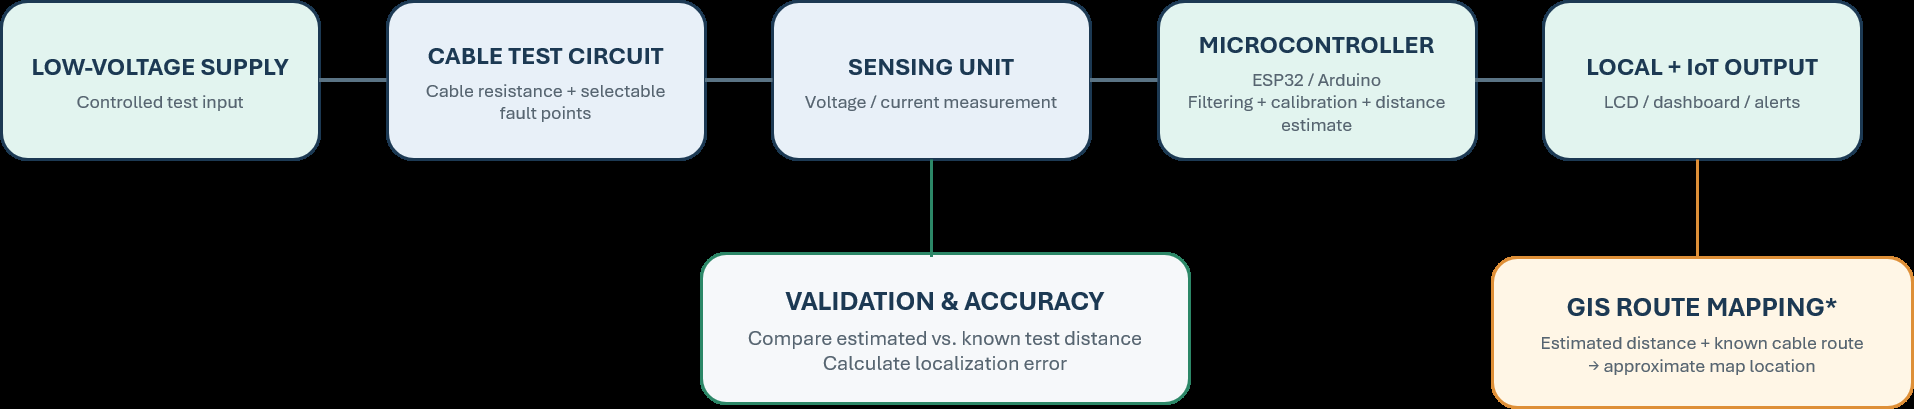 LOW-VOLTAGE SUPPLY
Controlled test input
CABLE TEST CIRCUIT
Cable resistance + selectable
fault points
SENSING UNIT
Voltage / current measurement
MICROCONTROLLER
ESP32 / Arduino
Filtering + calibration + distance
estimate
LOCAL + IoT OUTPUT
LCD / dashboard / alerts
VALIDATION & ACCURACY
Compare estimated vs. known test distance
Calculate localization error
GIS ROUTE MAPPING*
Estimated distance + known cable route
→ approximate map location